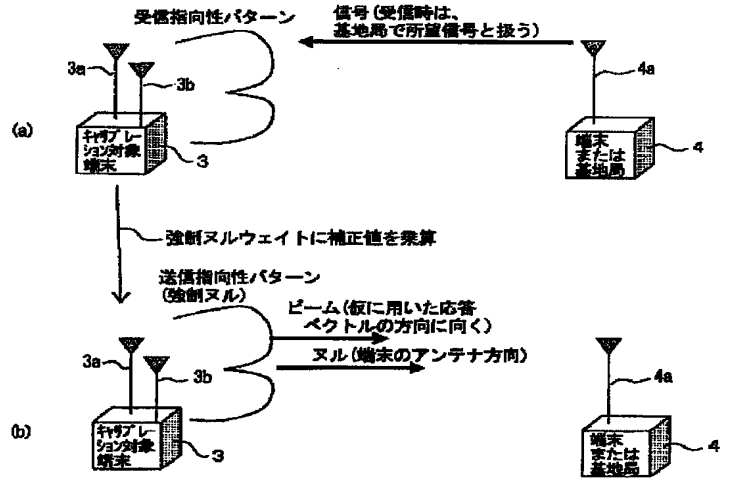 受信指向性パターン
信号(受信時は、
基地局で所望信号と扱う)
3a
3b
4a
(a)
キャリブレー
ション対象
端末
3
端末
または
基地局
4
強制ヌルウェイトに補正値を乗算
送信指向性パターン
(強制ヌル)
ビーム(仮に用いた応答
ベクトルの方向に向く)
ヌル(端末のアンテナ方向)
3a
3b
4a
(b)
キャリブレー
ション対象
端末
3
端末
または
基地局
4